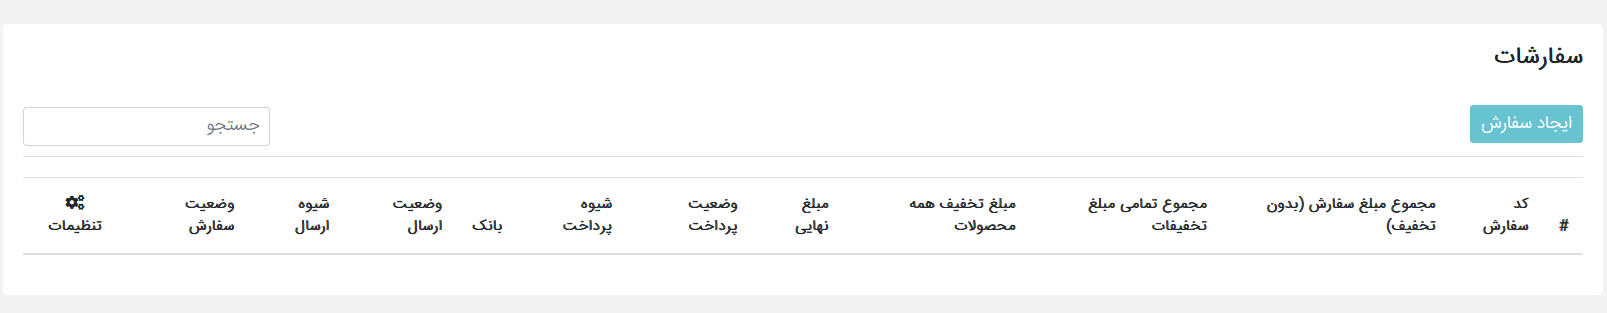 سفارشات
ایجاد سفارش
جستجو
#
کد
سفارش
مجموع مبلغ سفارش (بدون
تخفیف)
مجموع تمامی مبلغ
تخفیفات
مبلغ تخفیف همه
محصولات
مبلغ
نهایی
وضعیت
پرداخت
شیوه
پرداخت
بانک
وضعیت
ارسال
شیوه
ارسال
وضعیت
سفارش
تنظیمات